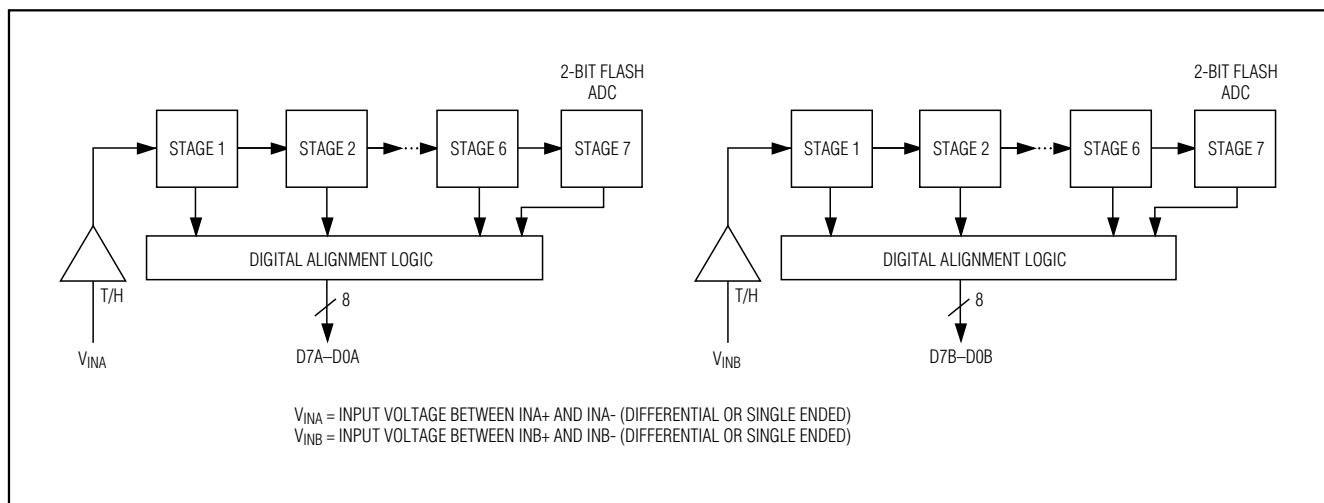 2-BIT FLASH
ADC
STAGE 1
STAGE 2
STAGE 6
STAGE 7
DIGITAL ALIGNMENT LOGIC
T/H
8
VINA
D7A–D0A
2-BIT FLASH
ADC
STAGE 1
STAGE 2
STAGE 6
STAGE 7
DIGITAL ALIGNMENT LOGIC
T/H
8
VINB
D7B–D0B
VINA = INPUT VOLTAGE BETWEEN INA+ AND INA- (DIFFERENTIAL OR SINGLE ENDED)
VINB = INPUT VOLTAGE BETWEEN INB+ AND INB- (DIFFERENTIAL OR SINGLE ENDED)